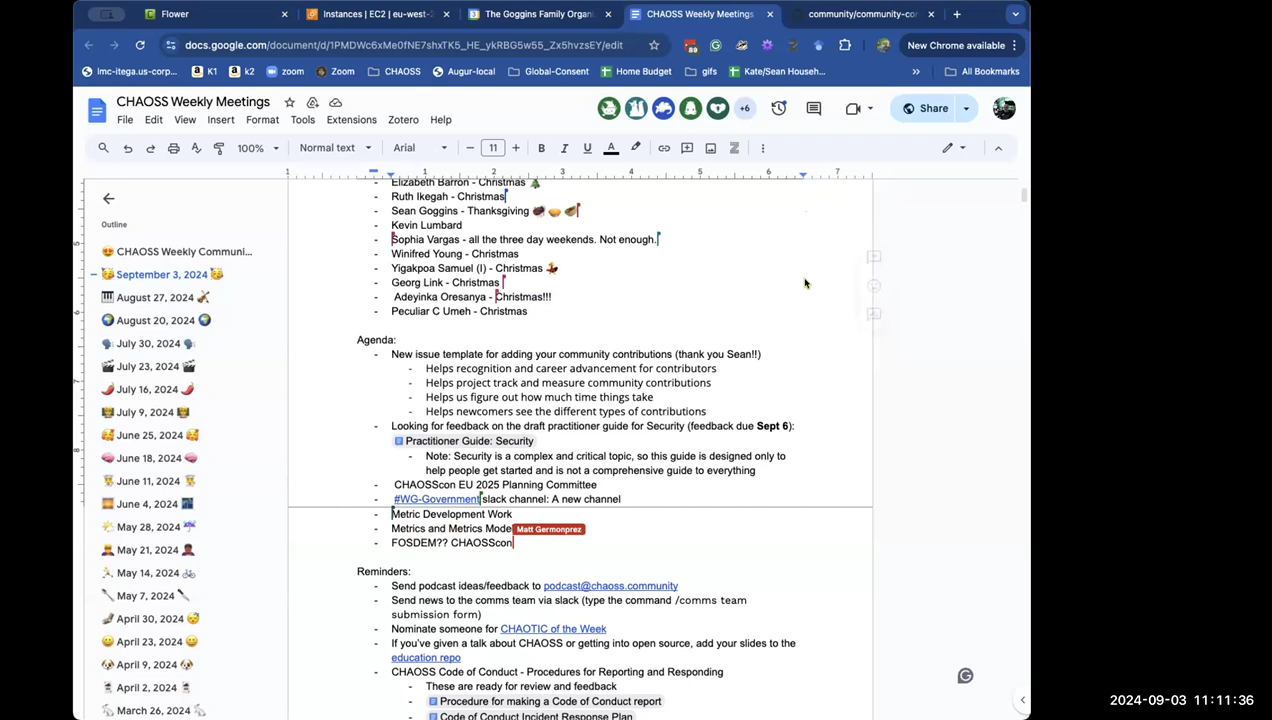 Flower
Instances | EC2 | eu-west-2
The Goggins Family Organi
CHAOSS Weekly Meetings
community/community-con
docs.google.com/document/d/1PMDWc6xMe0fNE7shxTK5_HE_ykRBG5w55_Zx5hvzsEY/edit
89
New Chrome available
lmc-itega.us-corp...
K1
k2
zoom
Zoom
CHAOSS
Augur-local
Global-Consent
Home Budget
gifs
Kate/Sean Househ...
All Bookmarks
CHAOSS Weekly Meetings
File Edit View Insert Format Tools Extensions Zotero Help
+6
Share
100%
Normal text
Arial
11
1 1 2 3 4 5 6 7
Outline
😍 CHAOSS Weekly Communi...
🥰 September 3, 2024 🥰
🎹 August 27, 2024 🎻
🌍 August 20, 2024 🌍
🗣 July 30, 2024 🗣
🎬 July 23, 2024 🎬
🌶 July 16, 2024 🌶
July 9, 2024
🥰 June 25, 2024 🥰
🧠 June 18, 2024 🧠
June 11, 2024
June 4, 2024
May 28, 2024
May 21, 2024
May 14, 2024
May 7, 2024
April 30, 2024 😴
😀 April 23, 2024 😀
🐶 April 9, 2024 🐶
April 2, 2024
🐇 March 26, 2024 🐇
- Elizabeth Barron - Christmas 🎄
- Ruth Ikegah - Christmas
- Sean Goggins - Thanksgiving
- Kevin Lumbard
- Sophia Vargas - all the three day weekends. Not enough.
- Winifred Young - Christmas
- Yigakpoa Samuel (I) - Christmas 💃
- Georg Link - Christmas
- Adeyinka Oresanya - Christmas!!!
- Peculiar C Umeh - Christmas
Agenda:
- New issue template for adding your community contributions (thank you Sean!!)
- Helps recognition and career advancement for contributors
- Helps project track and measure community contributions
- Helps us figure out how much time things take
- Helps newcomers see the different types of contributions
- Looking for feedback on the draft practitioner guide for Security (feedback due Sept 6):
Practitioner Guide: Security
- Note: Security is a complex and critical topic, so this guide is designed only to
help people get started and is not a comprehensive guide to everything
- CHAOSScon EU 2025 Planning Committee
- #WG-Government slack channel: A new channel
- Metric Development Work
- Metrics and Metrics Mode
Matt Germonprez
- FOSDEM?? CHAOSScon
Reminders:
- Send podcast ideas/feedback to podcast@chaoss.community
- Send news to the comms team via slack (type the command /comms team
submission form)
- Nominate someone for CHAOTIC of the Week
- If you've given a talk about CHAOSS or getting into open source, add your slides to the
education repo
- CHAOSS Code of Conduct - Procedures for Reporting and Responding
- These are ready for review and feedback
- Procedure for making a Code of Conduct report
- Code of Conduct Incident Response Plan
2024-09-03 11:11:36